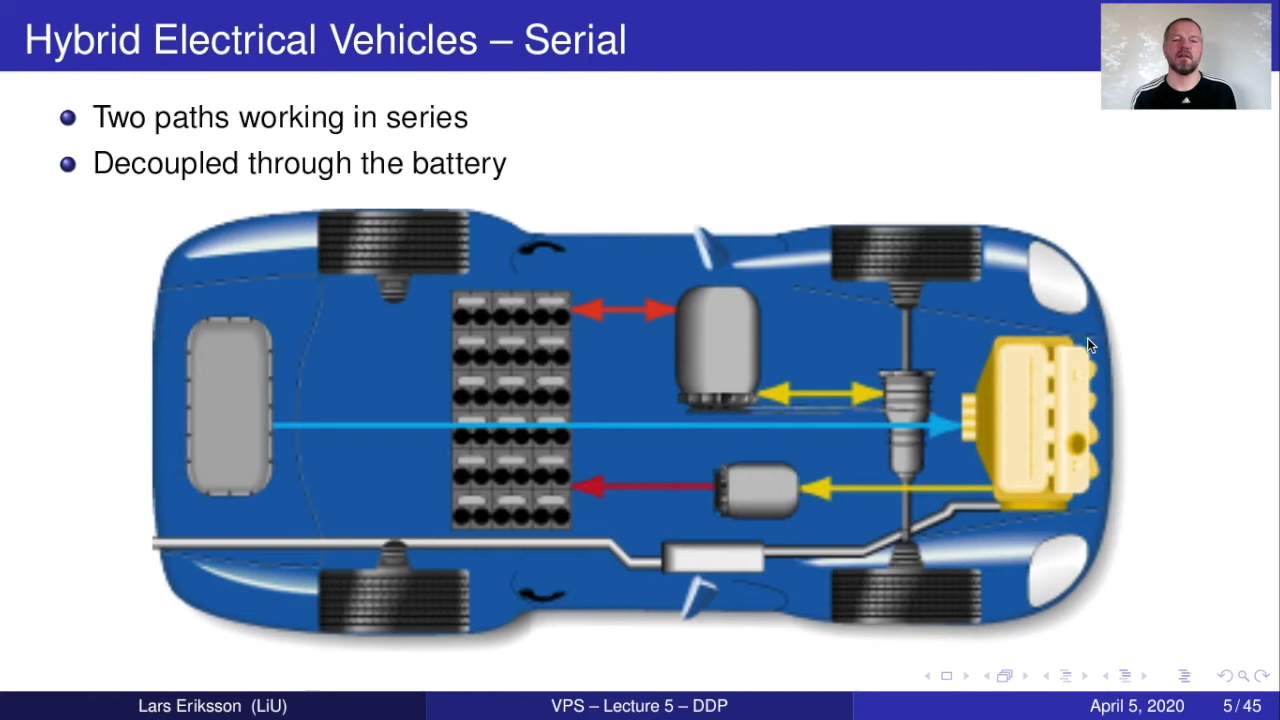 Hybrid Electrical Vehicles – Serial
Two paths working in series
Decoupled through the battery
Lars Eriksson (LiU)
VPS – Lecture 5 – DDP
April 5, 2020
5 / 45